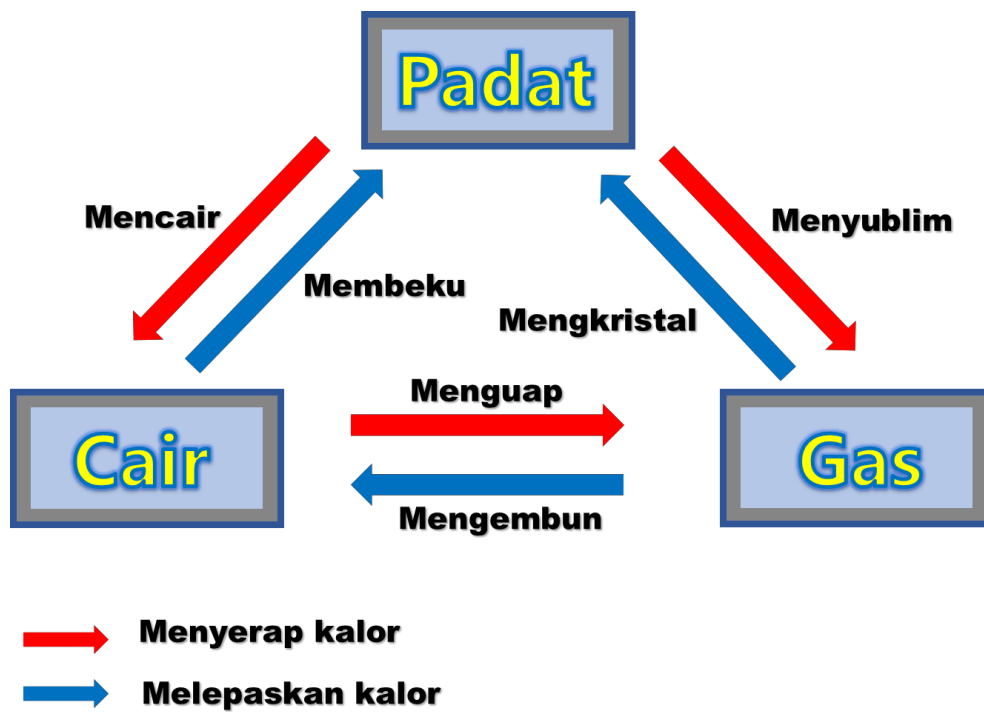 Padat
Mencair
Menyublim
Membeku
Mengkristal
Menguap
Cair
Gas
Mengembun
Menyerap kalor
Melepaskan kalor